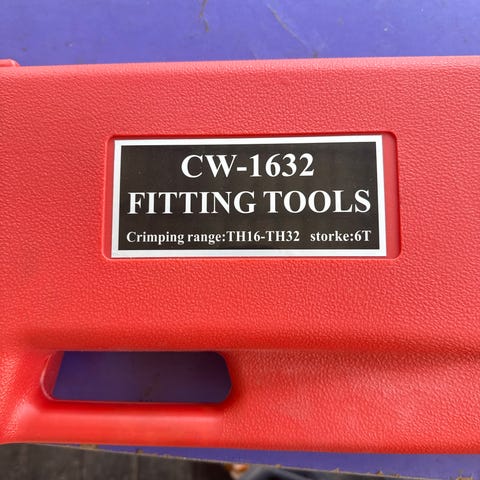 CW-1632
FITTING TOOLS
Crimping range:TH16-TH32 storke:6T